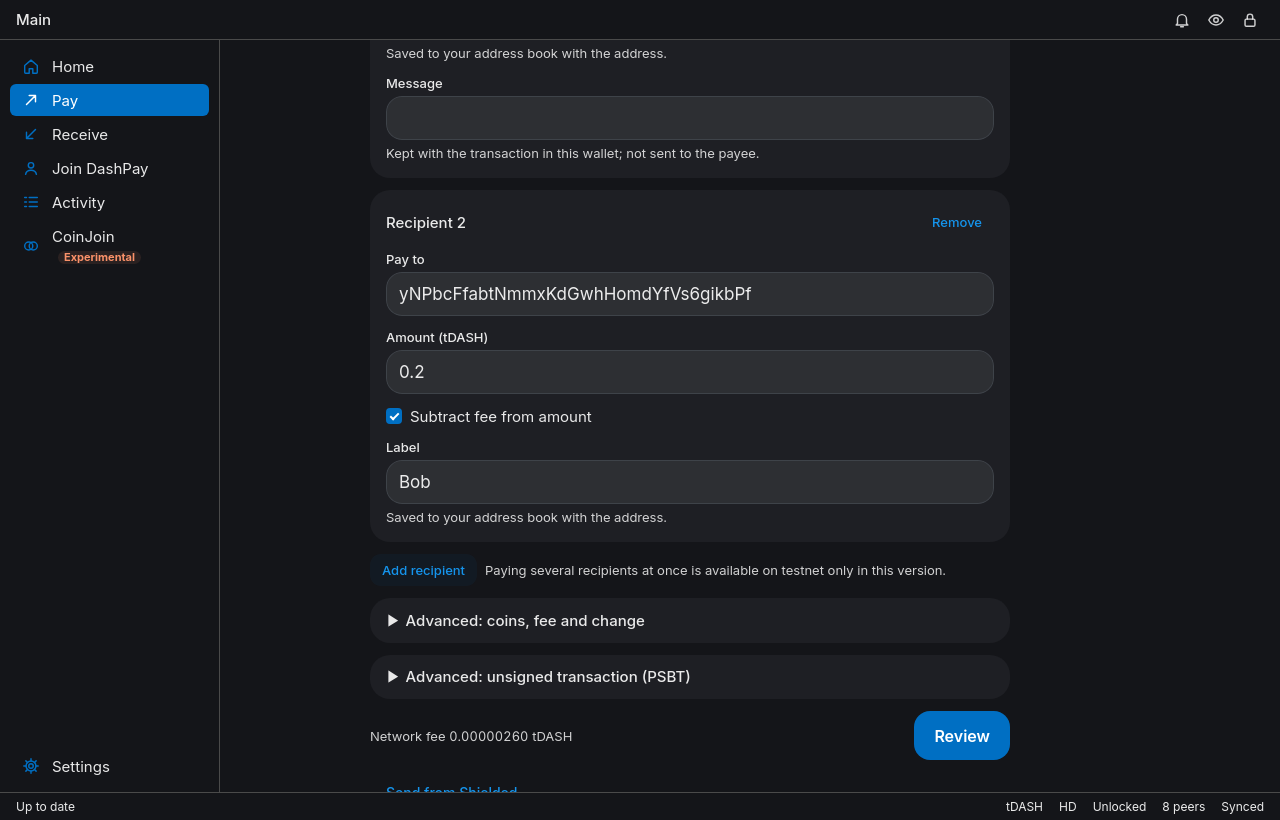 Main
Home
Pay
Receive
Join DashPay
Activity
CoinJoin
Experimental
Settings
Saved to your address book with the address.
Message
Kept with the transaction in this wallet; not sent to the payee.
Recipient 2
Remove
Pay to
yNPbcFfabtNmmxKdGwhHomdYfVs6gikbPf
Amount (tDASH)
0.2
Subtract fee from amount
Label
Bob
Saved to your address book with the address.
Add recipient Paying several recipients at once is available on testnet only in this version.
Advanced: coins, fee and change
Advanced: unsigned transaction (PSBT)
Network fee 0.00000260 tDASH
Review
Send from Shielded
Up to date
tDASH HD Unlocked 8 peers Synced